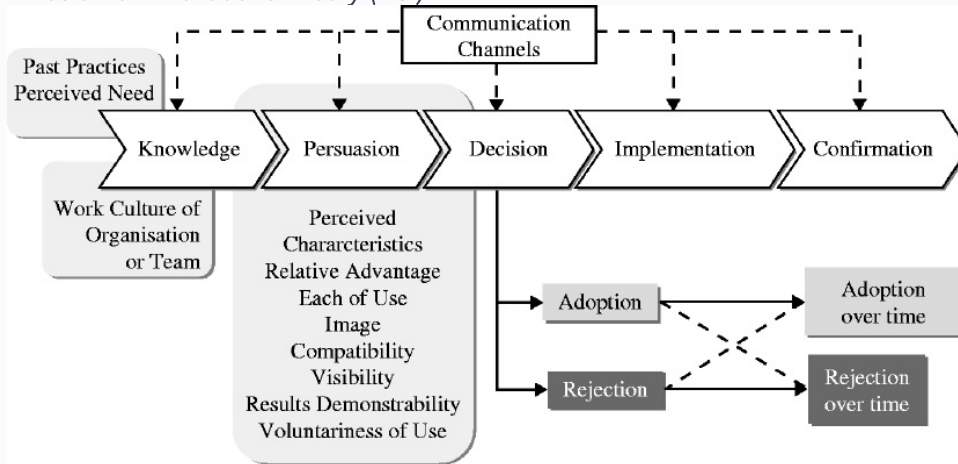 Communication
Channels
Past Practices
Perceived Need
Knowledge
Persuasion
Decision
Implementation
Confirmation
Work Culture of
Organisation
or Team
Perceived
Chararcteristics
Relative Advantage
Each of Use
Image
Compatibility
Visibility
Results Demonstrability
Voluntariness of Use
Adoption
Adoption
over time
Rejection
Rejection
over time